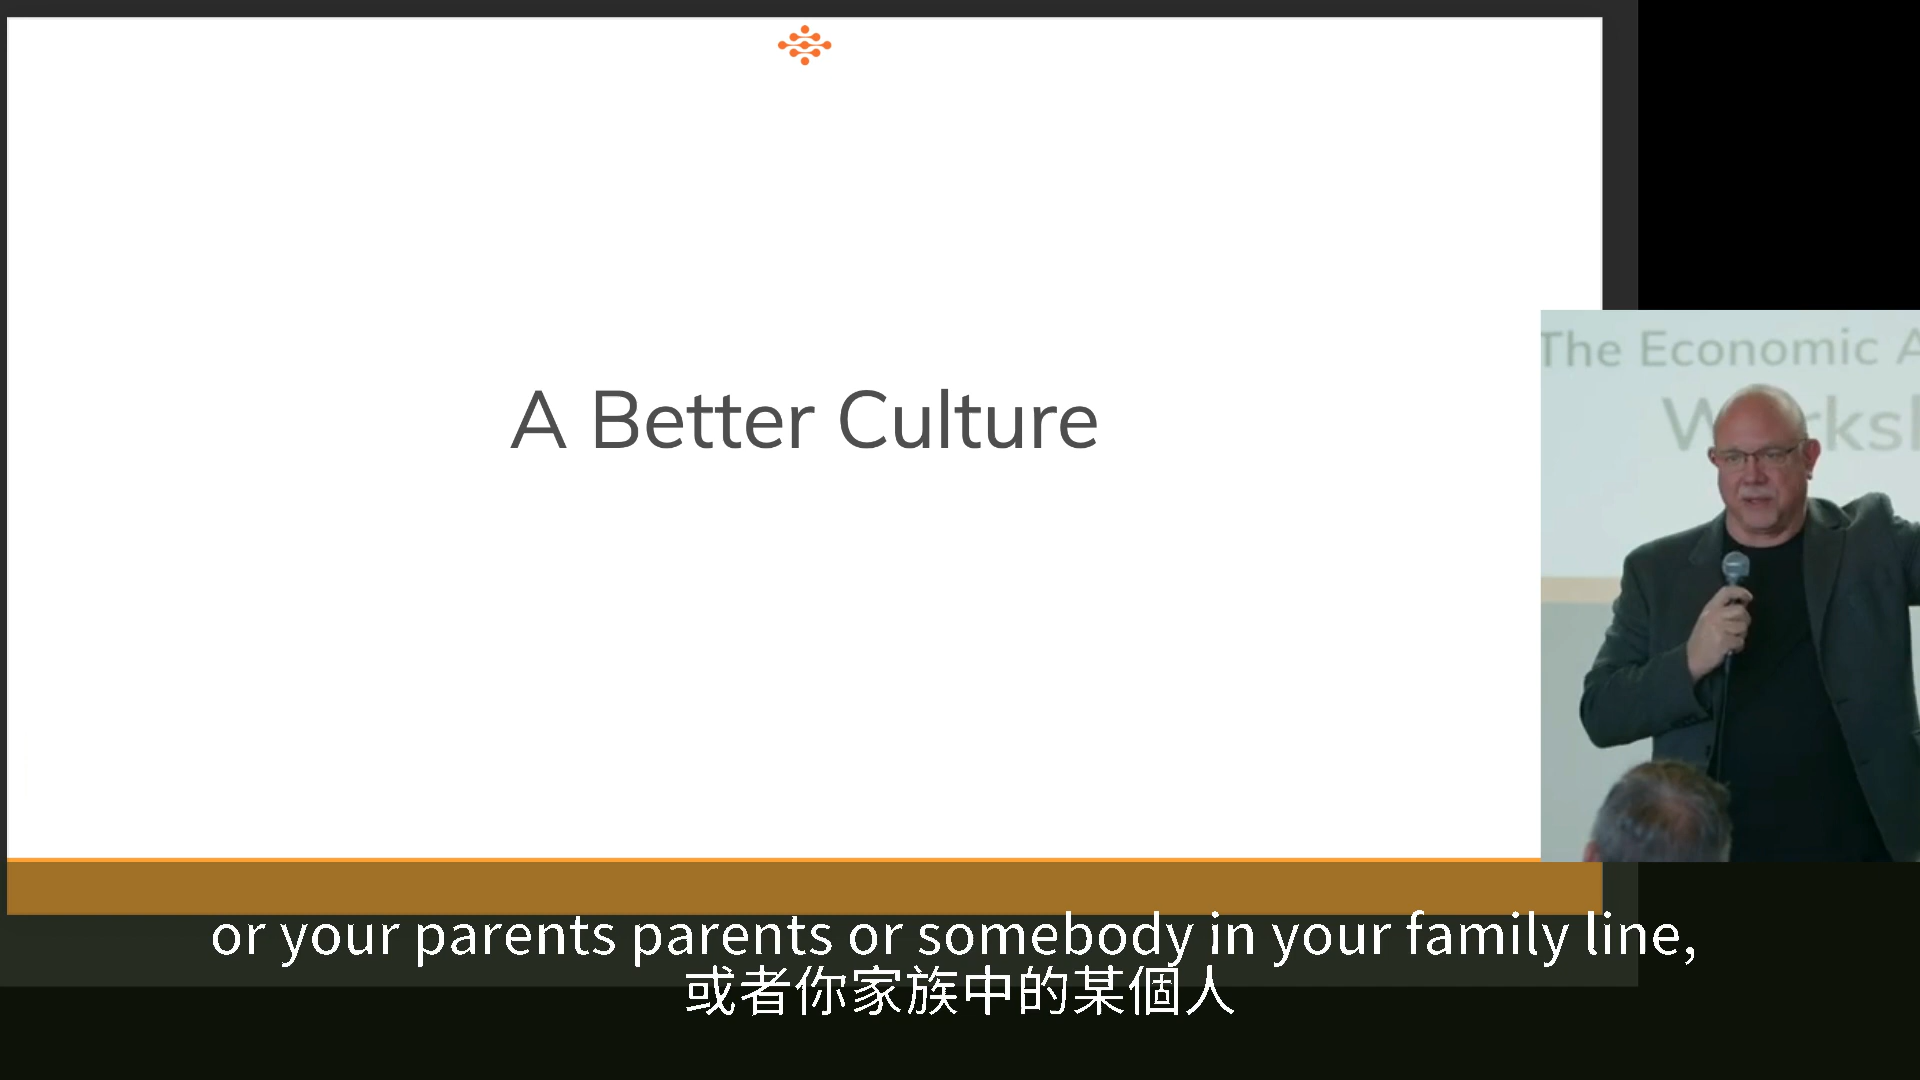 A Better Culture
The Economic A
W rksh
or your parents parents or somebody in your family line,
或者你家族中的某個人